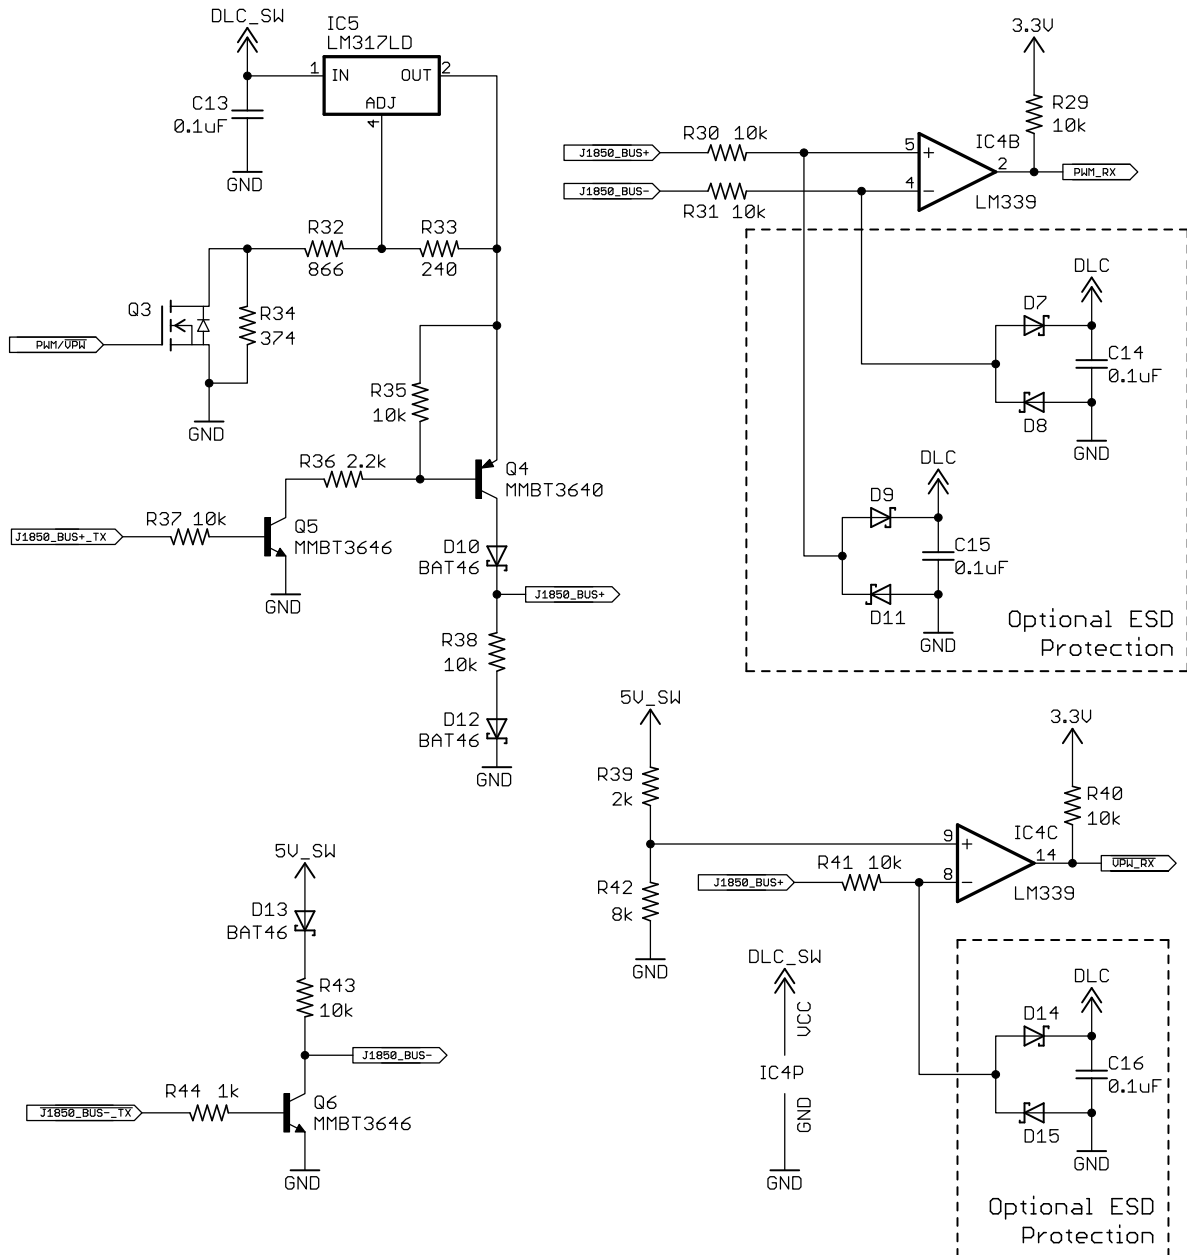 DLC_SW
IC5
LM317LD
1 IN OUT 2
ADJ
4
C13
0.1uF
GND
R32
866
R33
240
Q3
R34
374
PWM/VPW
GND
R35
10k
R36 2.2k
Q4
MMBT3640
J1850_BUS+_TX
R37 10k
Q5
MMBT3646
GND
D10
BAT46
J1850_BUS+
R38
10k
D12
BAT46
GND
3.3V
R29
10k
J1850_BUS+
R30 10k
5 +
IC4B
2
PWM_RX
J1850_BUS-
R31 10k
4 -
LM339
DLC
D7
C14
0.1uF
D8
GND
DLC
D9
C15
0.1uF
D11
GND
Optional ESD
Protection
5V_SW
R39
2k
3.3V
R40
10k
9 +
IC4C
14
VPW_RX
R42
8k
J1850_BUS+
R41 10k
8 -
LM339
GND
DLC_SW
VCC
IC4P
GND
GND
DLC
D14
C16
0.1uF
D15
GND
Optional ESD
Protection
5V_SW
D13
BAT46
R43
10k
J1850_BUS-
J1850_BUS-_TX
R44 1k
Q6
MMBT3646
GND